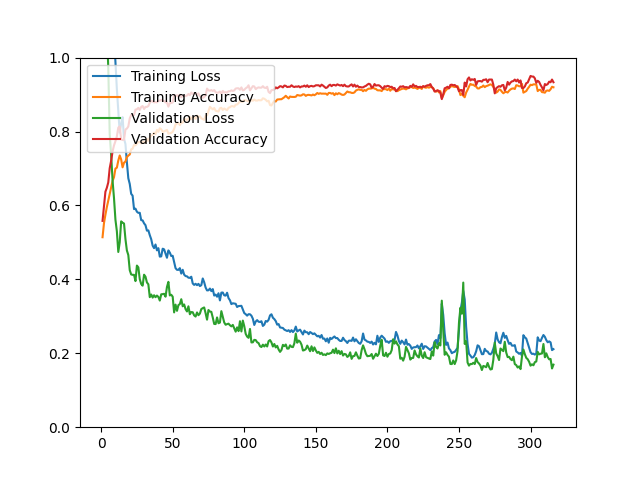 1.0
0.8
0.6
0.4
0.2
0.0
Training Loss
Training Accuracy
Validation Loss
Validation Accuracy
0 50 100 150 200 250 300